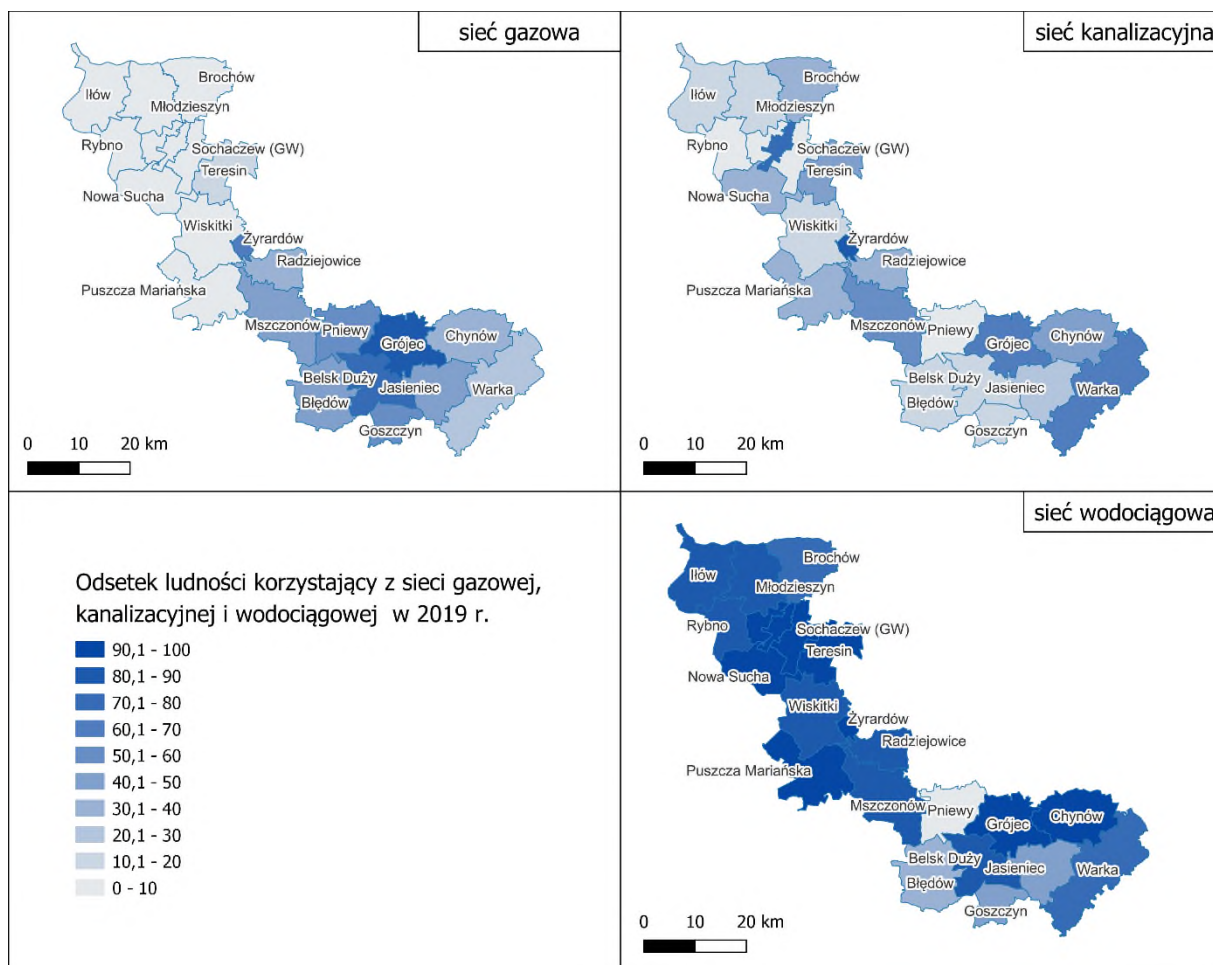 sieć gazowa
Brochów
Iłów
Młodzieszyn
Rybno
Sochaczew (GW)
Teresin
Nowa Sucha
Wiskitki
Żyrardów
Radziejowice
Puszcza Mariańska
Mszczonów
Pniewy
Chynów
Grójec
Belsk Duży
Jasieniec
Warka
Błędów
Goszczyn
0 10 20 km
sieć kanalizacyjna
Brochów
Iłów
Młodzieszyn
Rybno
Sochaczew (GW)
Teresin
Nowa Sucha
Wiskitki
Żyrardów
Radziejowice
Puszcza Mariańska
Mszczonów
Pniewy
Chynów
Grójec
Belsk Duży
Jasieniec
Warka
Błędów
Goszczyn
0 10 20 km
Odsetek ludności korzystający z sieci gazowej,
kanalizacyjnej i wodociągowej w 2019 r.
90,1 - 100
80,1 - 90
70,1 - 80
60,1 - 70
50,1 - 60
40,1 - 50
30,1 - 40
20,1 - 30
10,1 - 20
0 - 10
sieć wodociągowa
Brochów
Iłów
Młodzieszyn
Rybno
Sochaczew (GW)
Teresin
Nowa Sucha
Wiskitki
Żyrardów
Radziejowice
Puszcza Mariańska
Mszczonów
Pniewy
Grójec
Chynów
Belsk Duży
Jasieniec
Warka
Błędów
Goszczyn
0 10 20 km